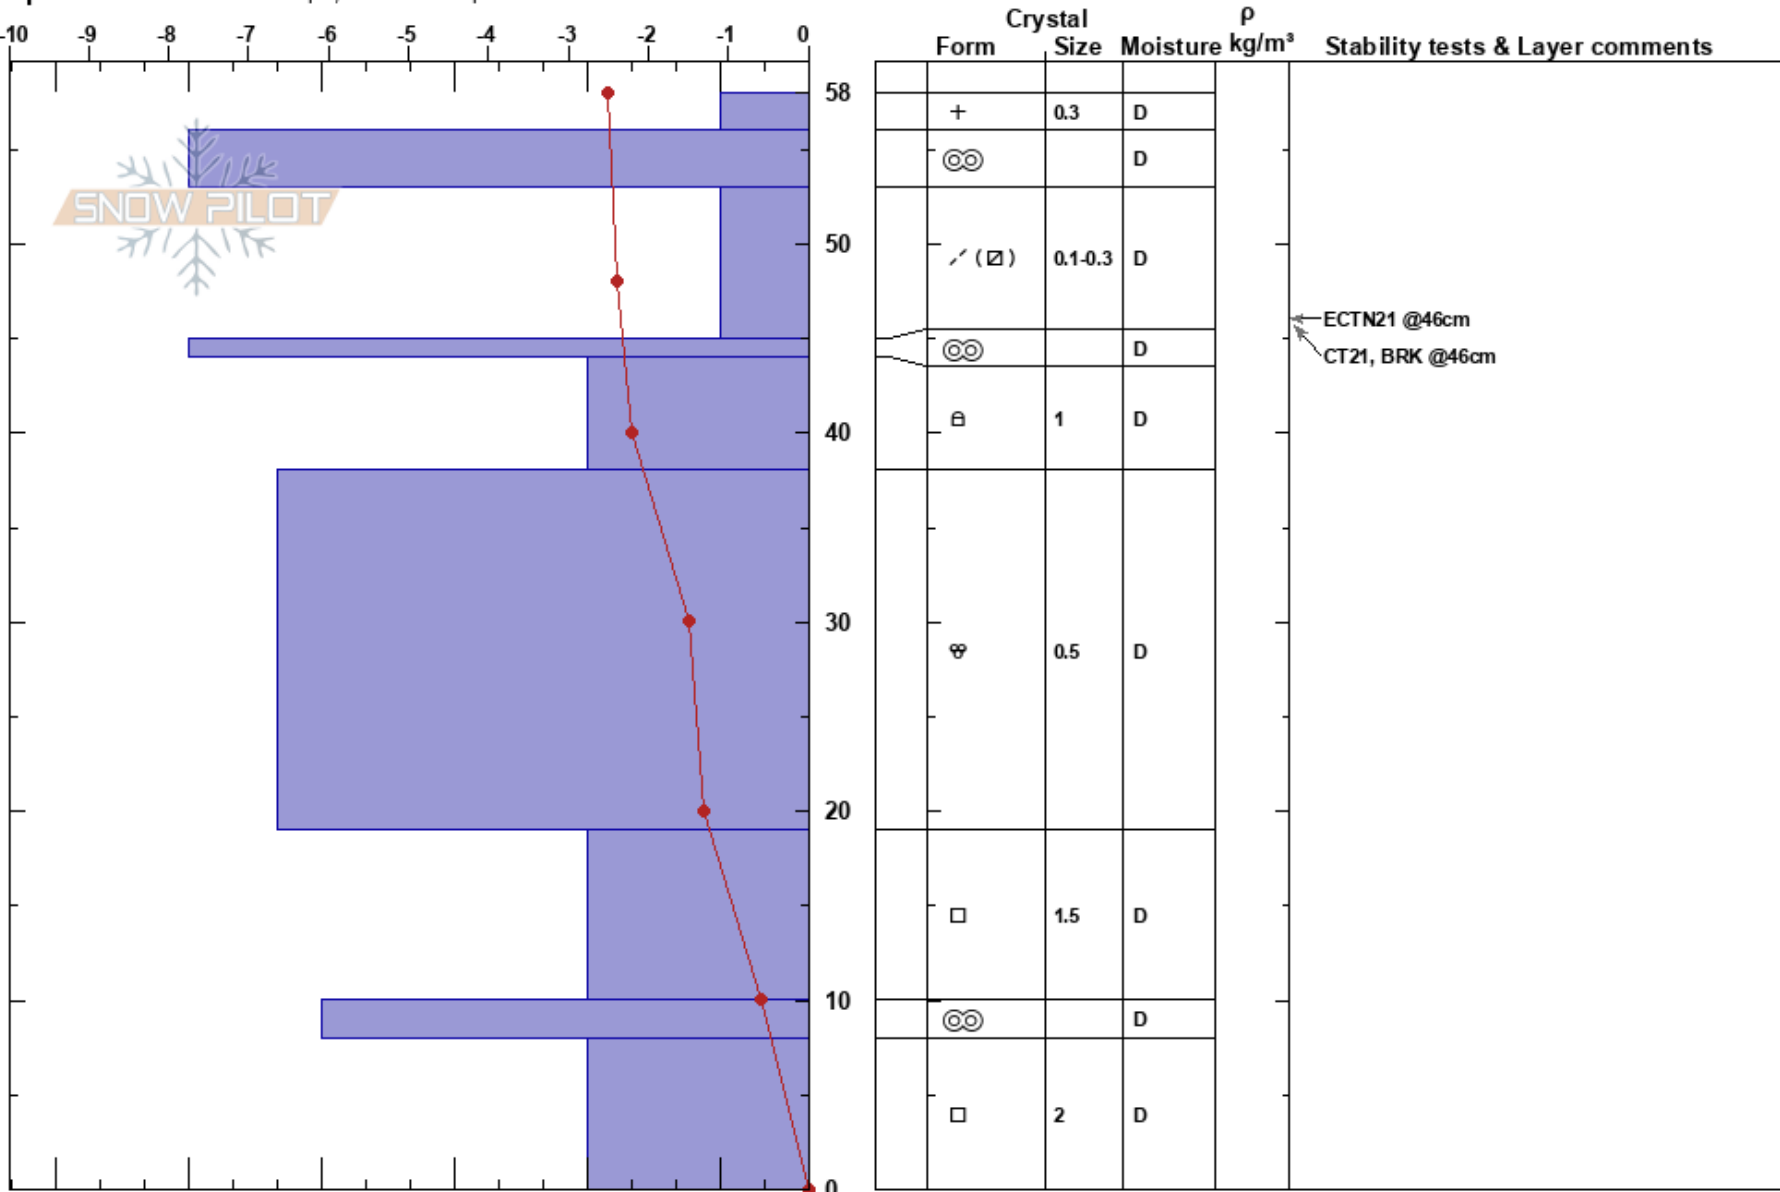 Crystal ρ
-10 -9 -8 -7 -6 -5 -4 -3 -2 -1 0 Form Size Moisture kg/m³ Stability tests & Layer comments
58
+ 0.3 D
D
SNOW PILOT
50
(☒) 0.1-0.3 D
ECTN21 @46cm
D
CT21, BRK @46cm
1 D
40
30
0.5 D
20
1.5 D
10
D
2 D
0